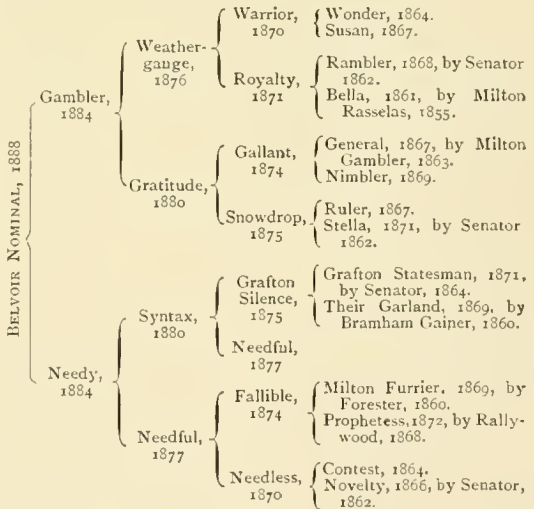 BELVOIR NOMINAL, 1888
Gambler,
1884
Weather-
gauge,
1876
Warrior,
1870
Wonder, 1864.
Susan, 1867.
Royalty,
1871
Rambler, 1868, by Senator
1862.
Bella, 1861, by Milton
Rasselas, 1855.
Gratitude,
1880
Gallant,
1874
General, 1867, by Milton
Gambler, 1863.
Nimbler, 1869.
Snowdrop,
1875
Ruler, 1867.
Stella, 1871, by Senator
1862.
Needy,
1884
Syntax,
1880
Grafton
Silence,
1875
Grafton Statesman, 1871,
by Senator, 1864.
Their Garland, 1869, by
Bramham Gainer, 1860.
Needful,
1877
Needful,
1877
Fallible,
1874
Milton Furrier, 1869, by
Forester, 1860.
Prophetess, 1872, by Rally-
wood, 1868.
Needless,
1870
Contest, 1864.
Novelty, 1866, by Senator,
1862.